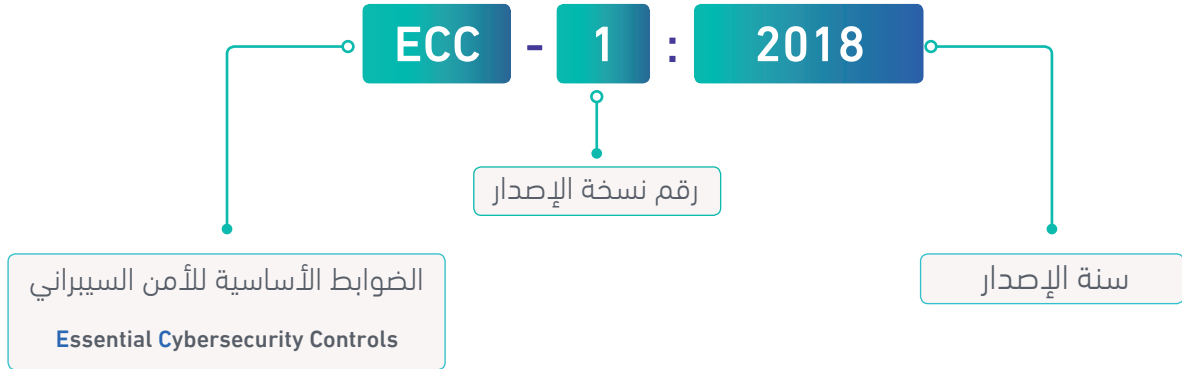 ECC - 1 : 2018
رقم نسخة الإصدار
الضوابط الأساسية للأمن السيبراني
Essential Cybersecurity Controls
سنة الإصدار